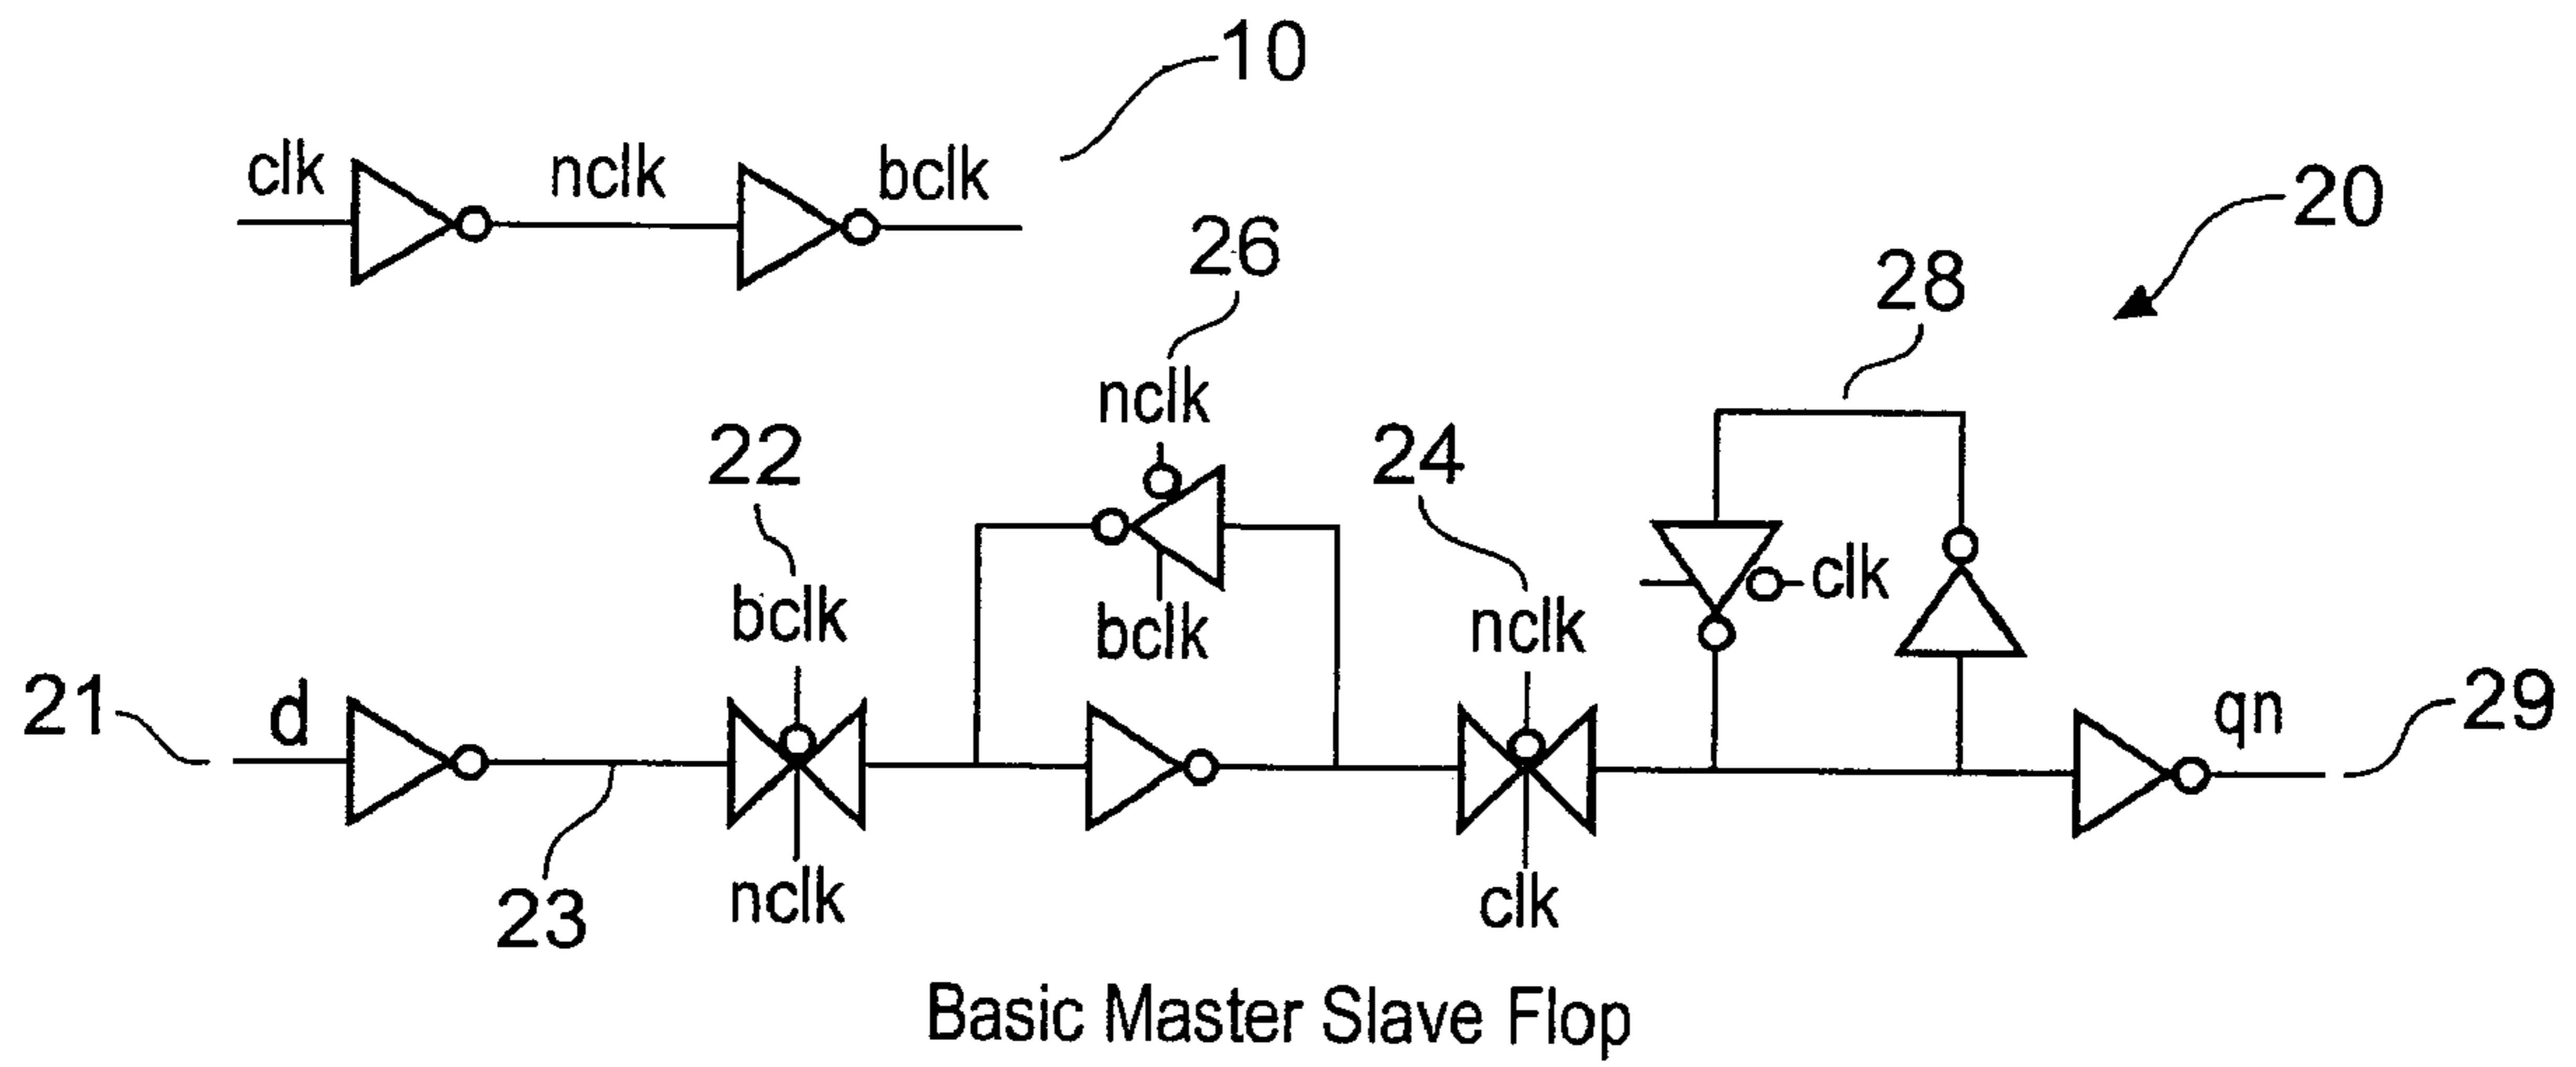 10
clk nclk bclk
20
26
28
nclk
22 24
clk
bclk nclk
bclk
21 d qn 29
23 nclk clk
Basic Master Slave Flop